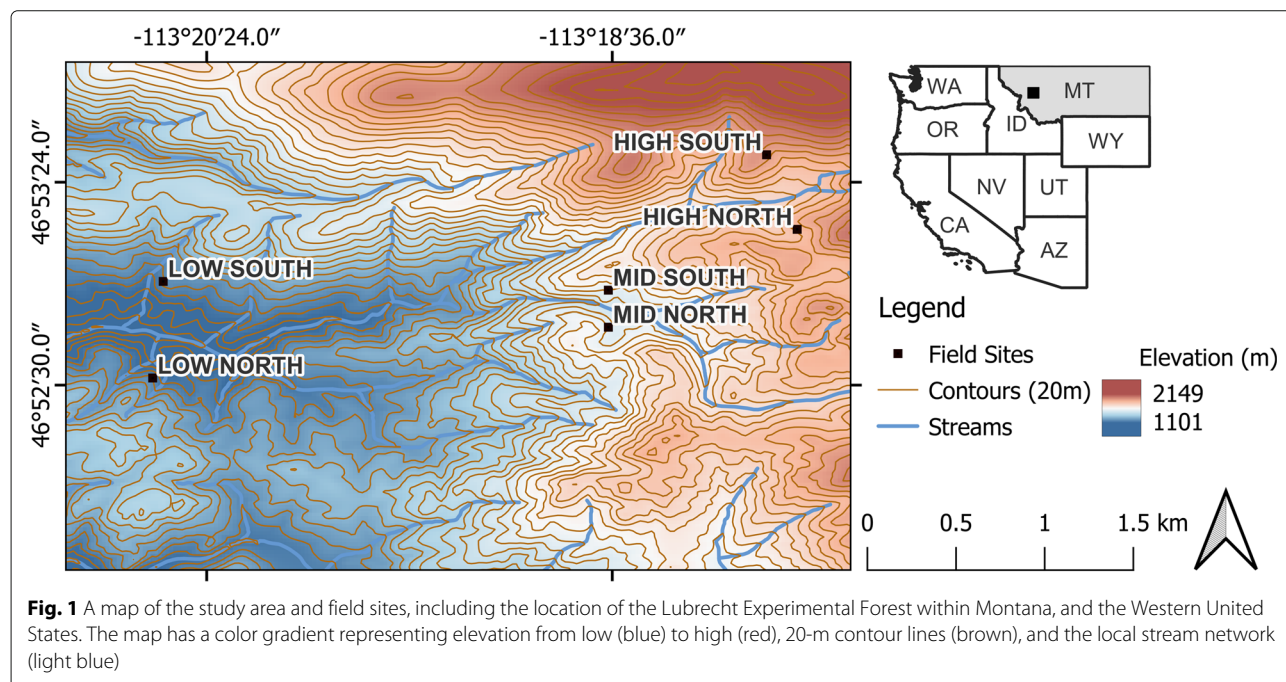 -113°20′24.0″
-113°18′36.0″
46°53′24.0″
46°52′30.0″
HIGH SOUTH
HIGH NORTH
LOW SOUTH
MID SOUTH
MID NORTH
LOW NORTH
WA
MT
OR
ID
WY
NV
UT
CA
AZ
Legend
Field Sites
Contours (20m)
Streams
Elevation (m)
2149
1101
0 0.5 1 1.5 km
Fig. 1 A map of the study area and field sites, including the location of the Lubrecht Experimental Forest within Montana, and the Western United
States. The map has a color gradient representing elevation from low (blue) to high (red), 20-m contour lines (brown), and the local stream network
(light blue)